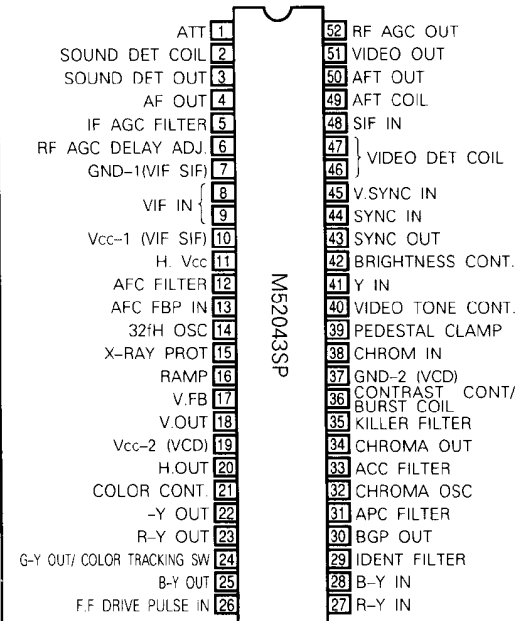 ATT 1
SOUND DET COIL 2
SOUND DET OUT 3
AF OUT 4
IF AGC FILTER 5
RF AGC DELAY ADJ. 6
GND-1(VIF SIF) 7
VIF IN 8
9
Vcc-1 (VIF SIF) 10
H. Vcc 11
AFC FILTER 12
AFC FBP IN 13
32fH OSC 14
X-RAY PROT 15
RAMP 16
V.FB 17
V.OUT 18
Vcc-2 (VCD) 19
H.OUT 20
COLOR CONT. 21
-Y OUT 22
R-Y OUT 23
G-Y OUT/ COLOR TRACKING SW 24
B-Y OUT 25
F.F DRIVE PULSE IN 26
M52043SP
52 RF AGC OUT
51 VIDEO OUT
50 AFT OUT
49 AFT COIL
48 SIF IN
47 VIDEO DET COIL
46
45 V.SYNC IN
44 SYNC IN
43 SYNC OUT
42 BRIGHTNESS CONT.
41 Y IN
40 VIDEO TONE CONT.
39 PEDESTAL CLAMP
38 CHROM IN
37 GND-2 (VCD)
36 CONTRAST CONT/
BURST COIL
35 KILLER FILTER
34 CHROMA OUT
33 ACC FILTER
32 CHROMA OSC
31 APC FILTER
30 BGP OUT
29 IDENT FILTER
28 B-Y IN
27 R-Y IN